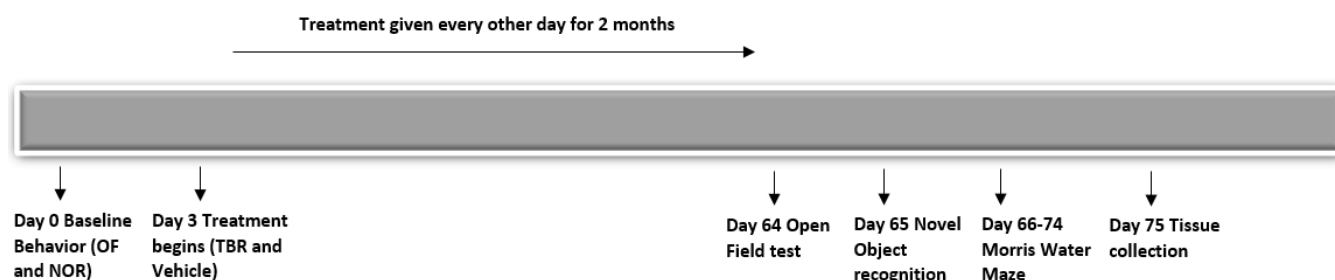 Treatment given every other day for 2 months
Day 0 Baseline
Behavior (OF
and NOR)
Day 3 Treatment
begins (TBR and
Vehicle)
Day 64 Open
Field test
Day 65 Novel
Object
recognition
Day 66-74
Morris Water
Maze
Day 75 Tissue
collection